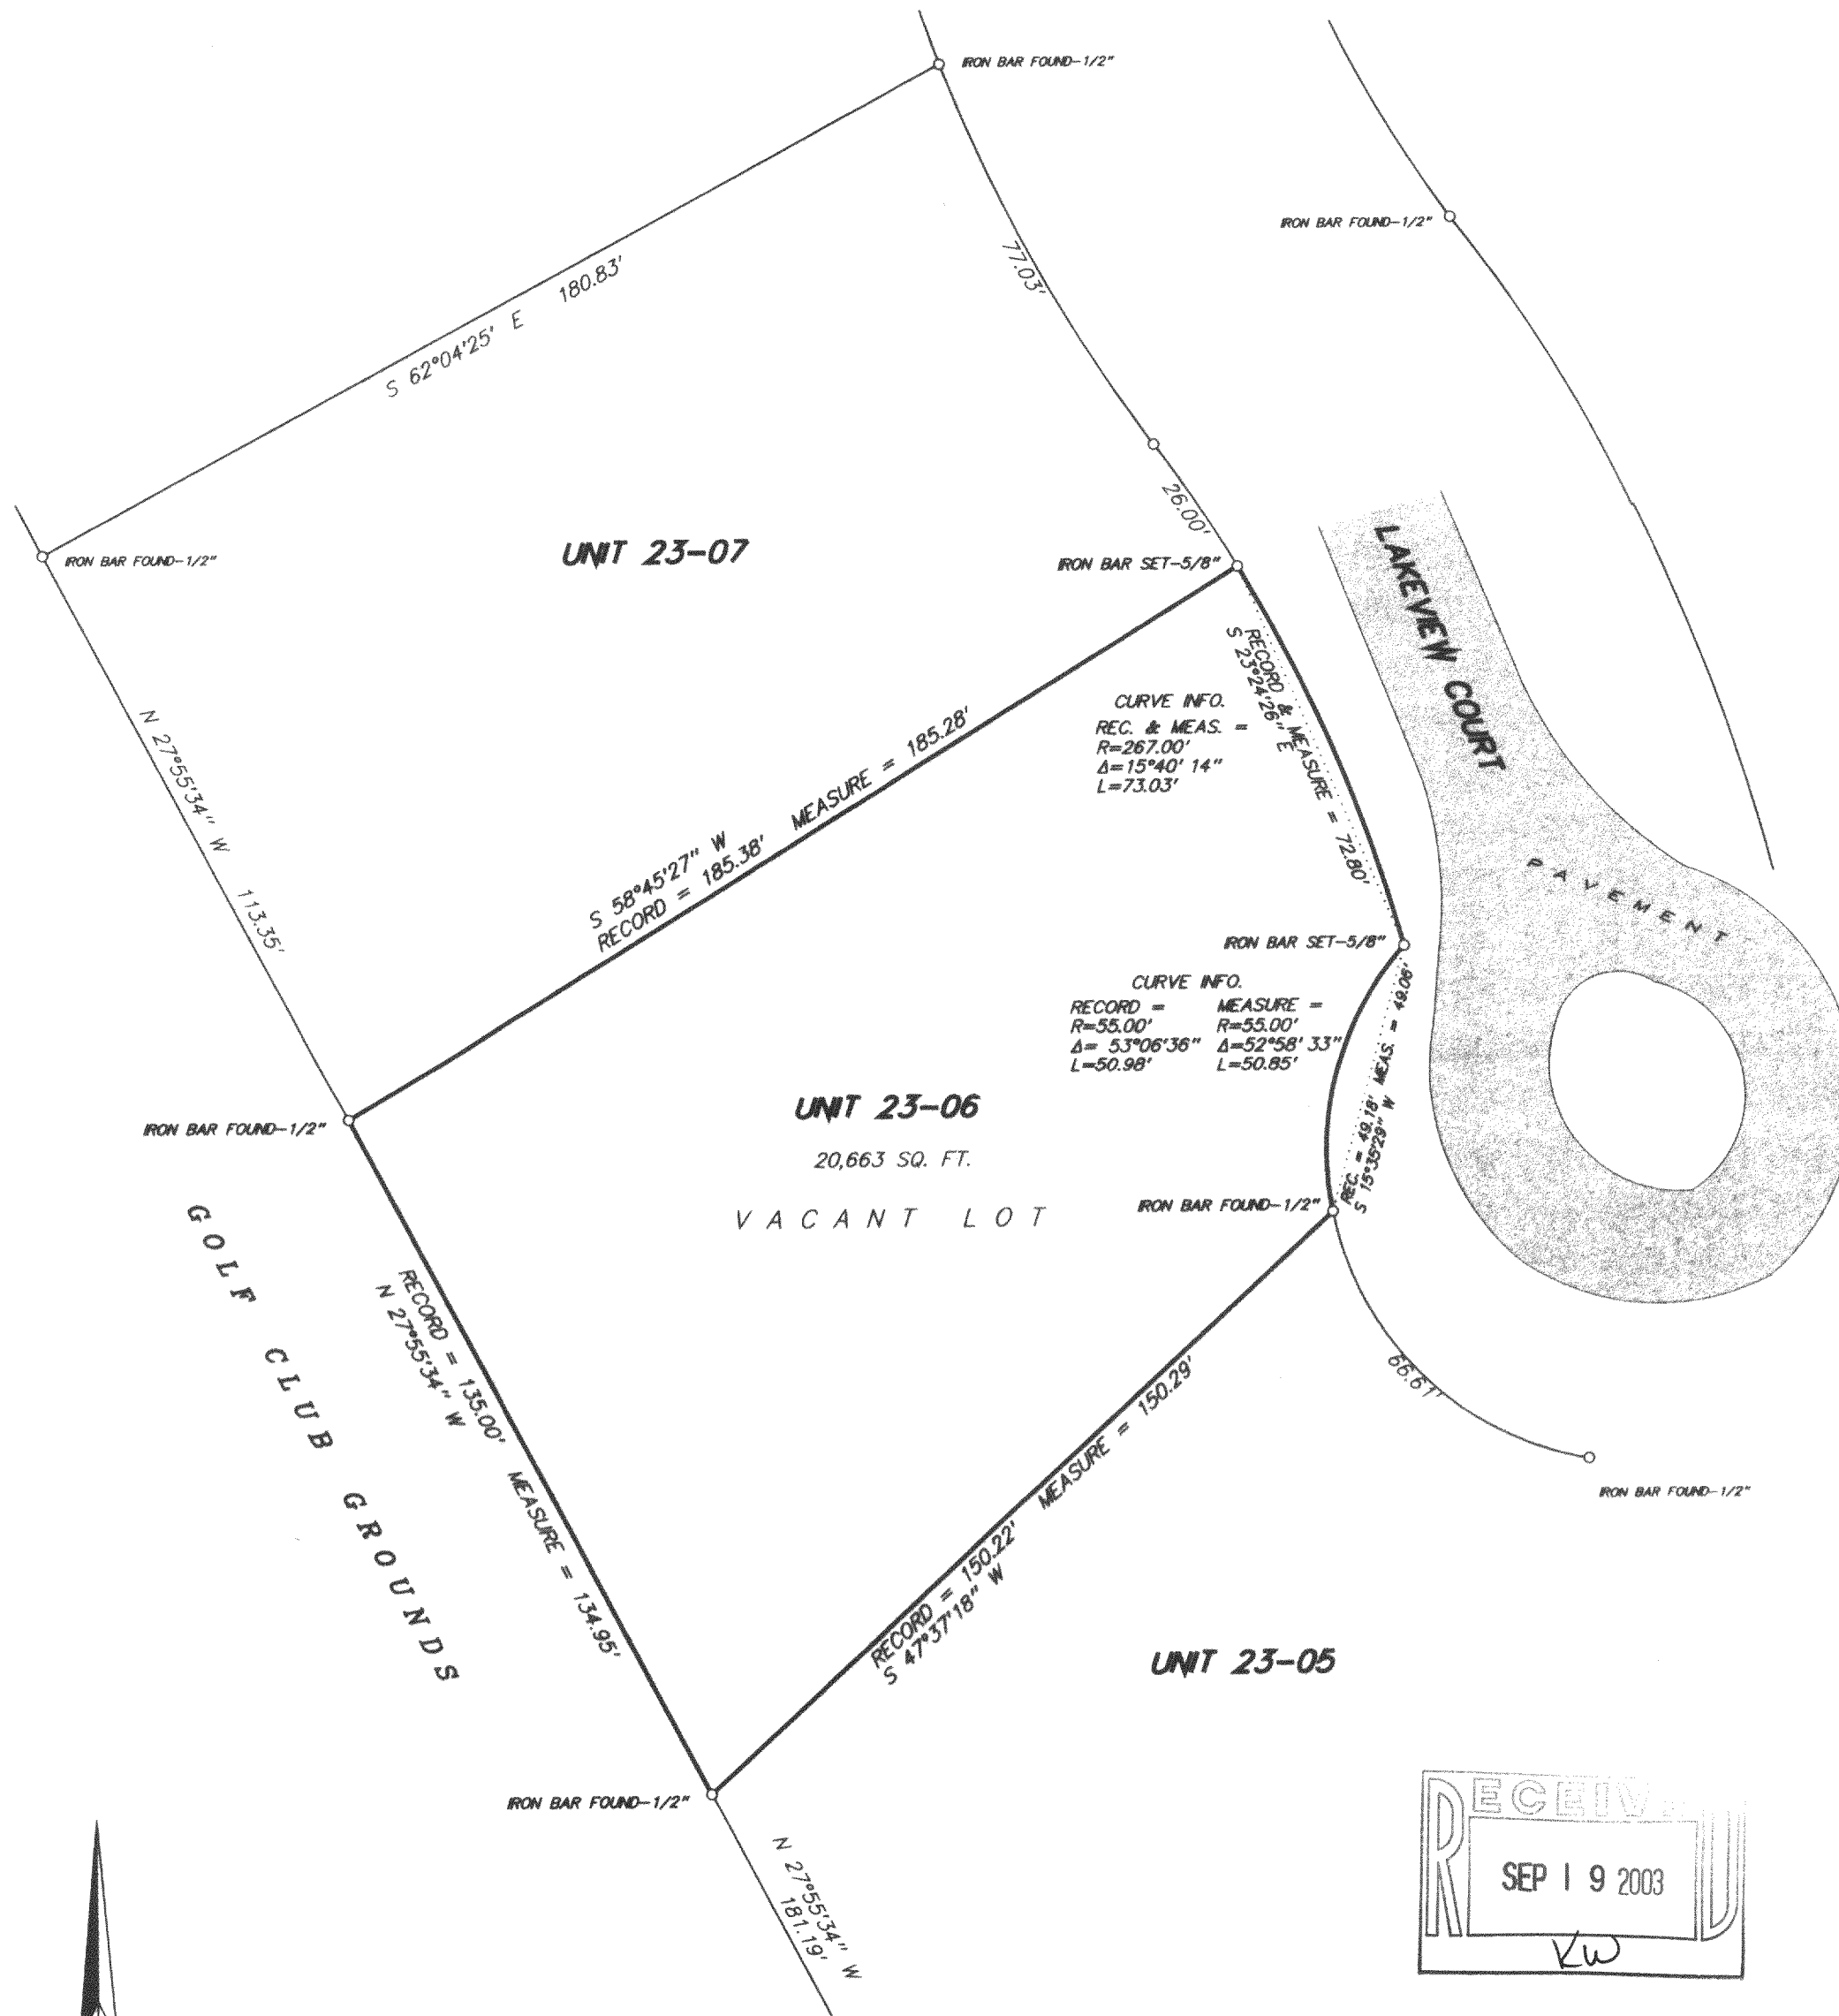 IRON BAR FOUND-1/2"
IRON BAR FOUND-1/2"
77.03'
180.83'
S 62°04'25' E
26.00'
UNIT 23-07
IRON BAR FOUND-1/2"
IRON BAR SET-5/8"
LAKEVIEW COURT
RECORD & MEASURE = 72.80'
S 23°24'26" E
CURVE INFO.
REC. & MEAS. =
R=267.00'
Δ=15°40' 14"
L=73.03'
N 27°55'34" W 113.35'
S 58°45'27" W
RECORD = 185.38' MEASURE = 185.28'
PAVEMENT
IRON BAR SET-5/8"
CURVE INFO.
RECORD = MEASURE =
R=55.00' R=55.00'
Δ= 53°06'36" Δ=52°58' 33"
L=50.98' L=50.85'
REC. = 49.18' MEAS. = 49.06'
S 15°35'29" W
UNIT 23-06
20,663 SQ. FT.
VACANT LOT
IRON BAR FOUND-1/2"
IRON BAR FOUND-1/2"
GOLF CLUB GROUNDS
RECORD = 135.00' MEASURE = 134.95'
N 27°55'34" W
66.61'
IRON BAR FOUND-1/2"
RECORD = 150.22' MEASURE = 150.29'
S 47°37'18" W
UNIT 23-05
IRON BAR FOUND-1/2"
N 27°55'34" W
181.19'
RECEIVED
SEP 19 2003
KW